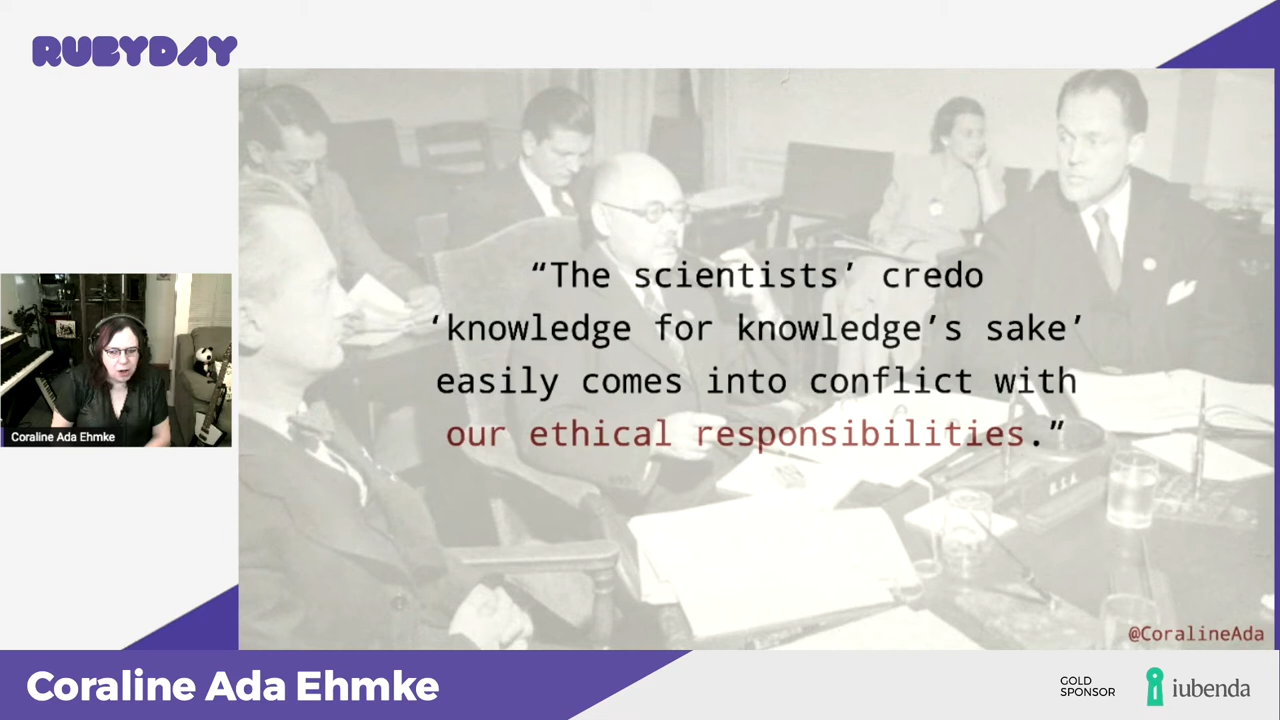 RUBYDAY
“The scientists’ credo
‘knowledge for knowledge’s sake’
easily comes into conflict with
our ethical responsibilities.”
Coraline Ada Ehmke
@CoralineAda
Coraline Ada Ehmke
GOLD
SPONSOR
iubenda